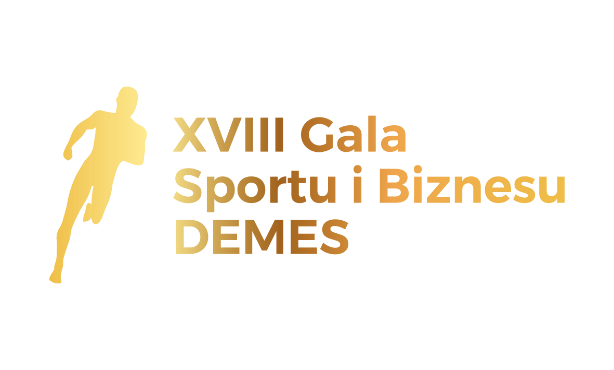 XVIII Gala
Sportu i Biznesu
DEMES